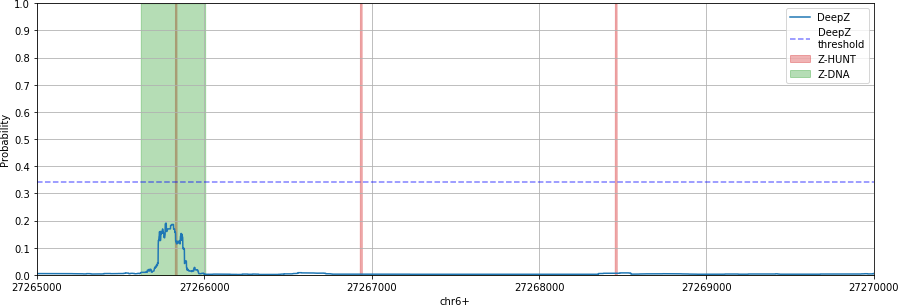 1.0
0.9
0.8
0.7
0.6
0.5
0.4
0.3
0.2
0.1
0.0
Probability
DeepZ
DeepZ
threshold
Z-HUNT
Z-DNA
27265000
27266000
27267000
27268000
27269000
27270000
chr6+